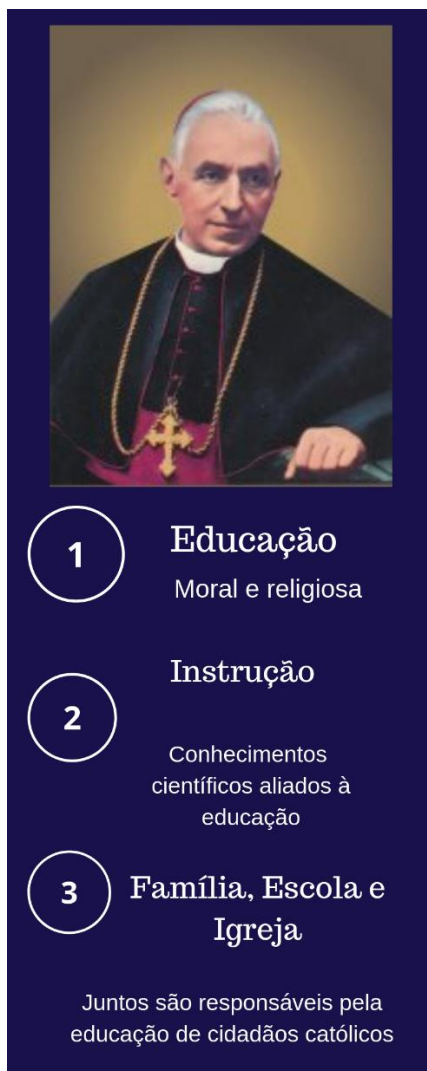 1
Educação
Moral e religiosa
Instrução
2
Conhecimentos
científicos aliados à
educação
3
Família, Escola e
Igreja
Juntos são responsáveis pela
educação de cidadãos católicos